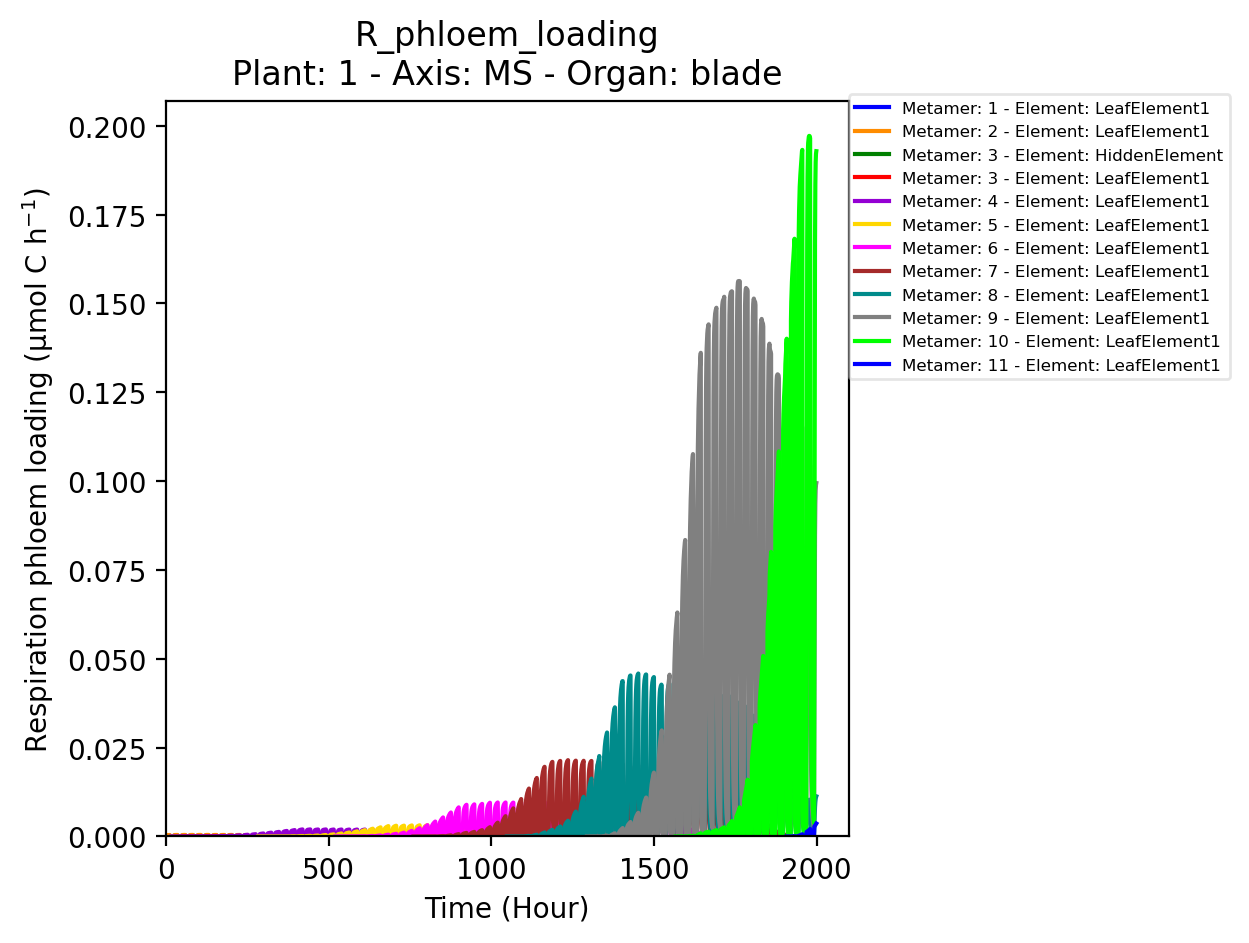 R_phloem_loading
Plant: 1 - Axis: MS - Organ: blade
Respiration phloem loading (µmol C h⁻¹)
0.200
0.175
0.150
0.125
0.100
0.075
0.050
0.025
0.000
0 500 1000 1500 2000
Time (Hour)
Metamer: 1 - Element: LeafElement1
Metamer: 2 - Element: LeafElement1
Metamer: 3 - Element: HiddenElement
Metamer: 3 - Element: LeafElement1
Metamer: 4 - Element: LeafElement1
Metamer: 5 - Element: LeafElement1
Metamer: 6 - Element: LeafElement1
Metamer: 7 - Element: LeafElement1
Metamer: 8 - Element: LeafElement1
Metamer: 9 - Element: LeafElement1
Metamer: 10 - Element: LeafElement1
Metamer: 11 - Element: LeafElement1